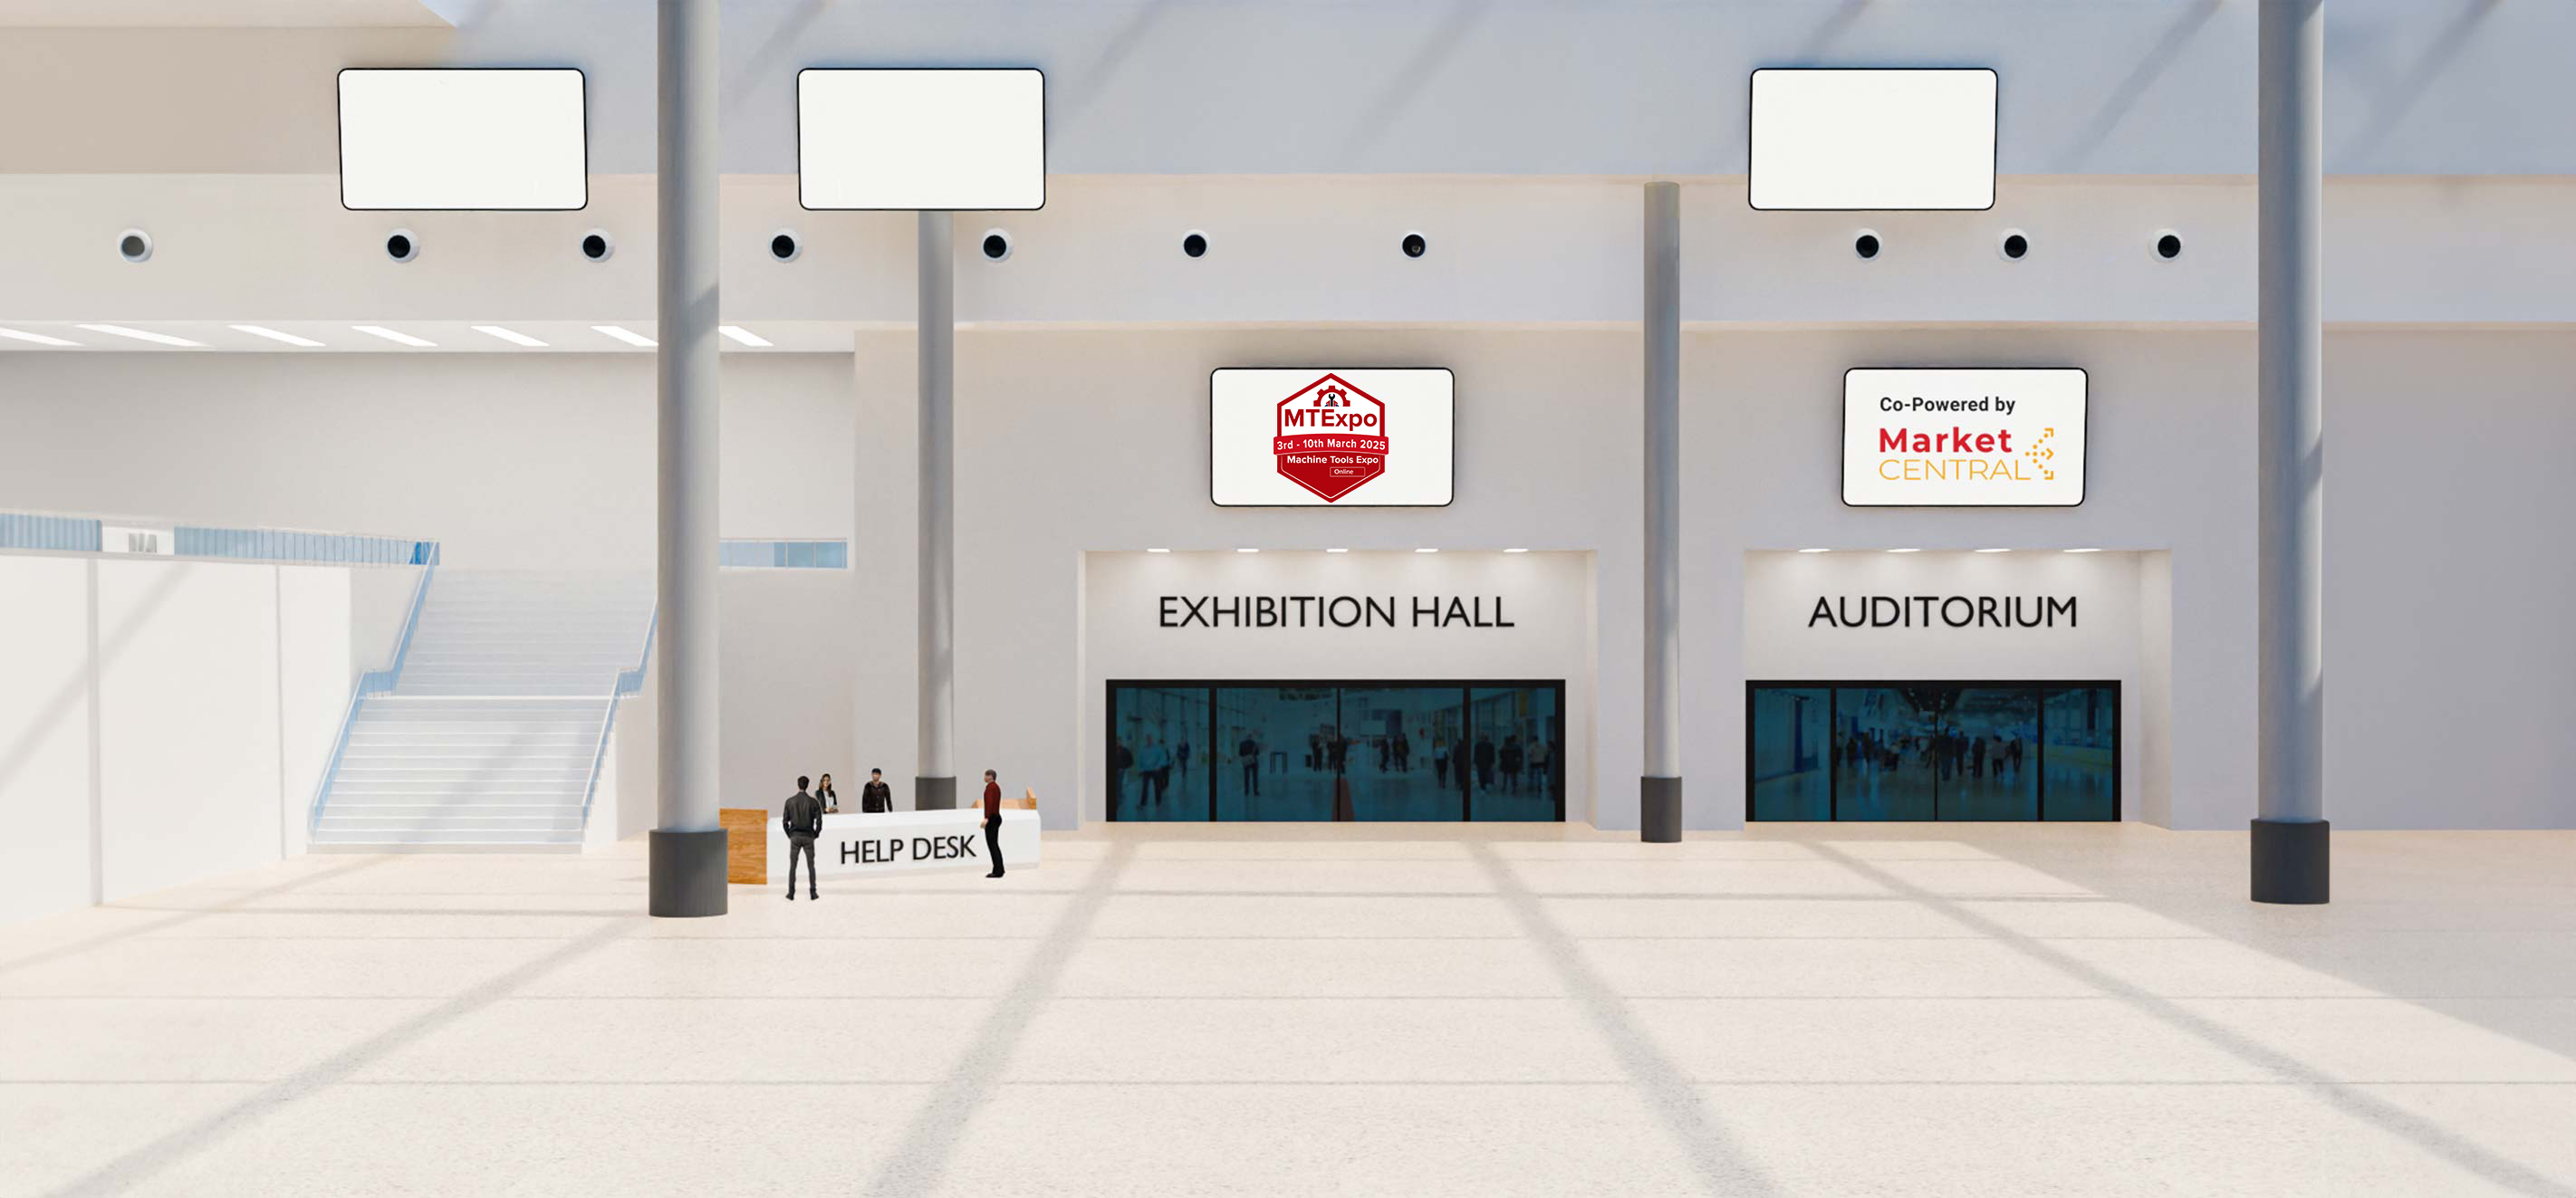 MTExpo
3rd - 10th March 2025
Machine Tools Expo
Online
Co-Powered by
Market
CENTRAL
EXHIBITION HALL
AUDITORIUM
HELP DESK